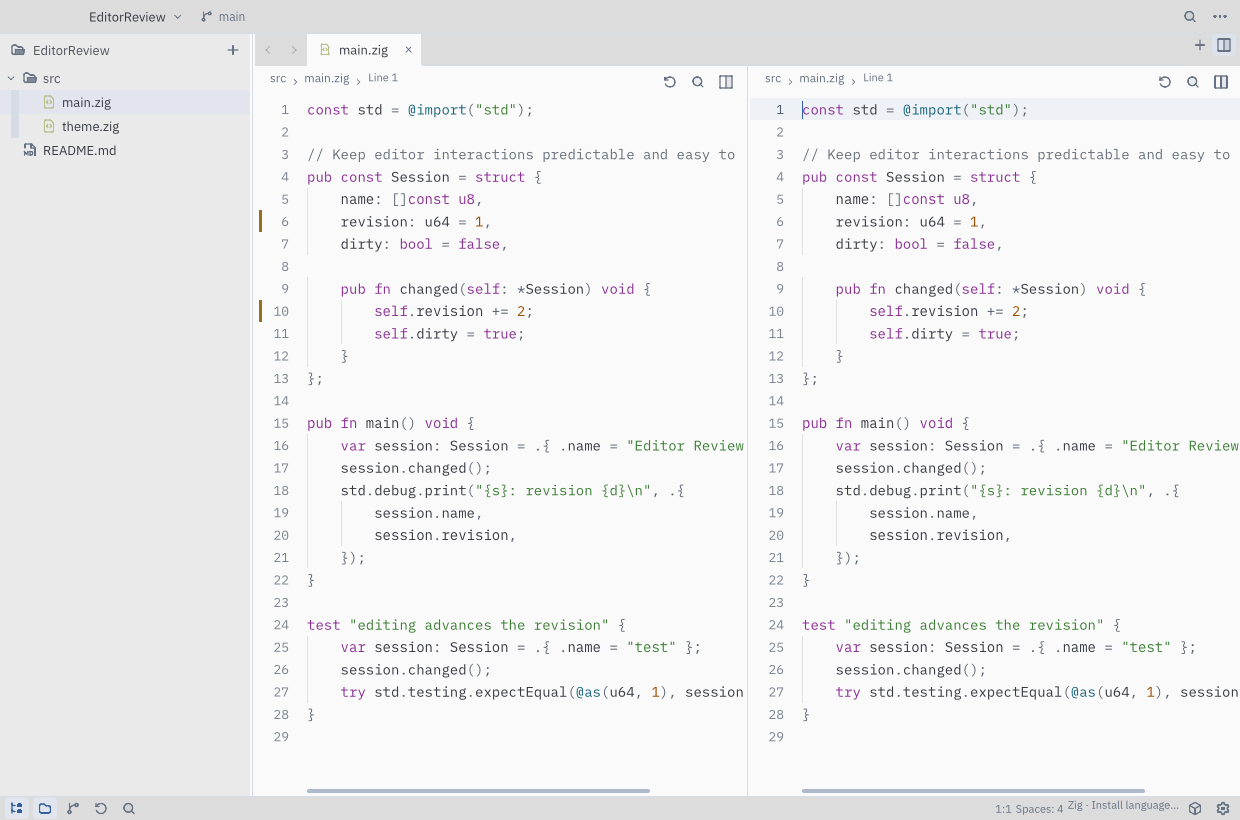 EditorReview main
EditorReview
src
main.zig
theme.zig
README.md
main.zig
src main.zig Line 1
1 const std = @import("std");
2
3 // Keep editor interactions predictable and easy to
4 pub const Session = struct {
5 name: []const u8,
6 revision: u64 = 1,
7 dirty: bool = false,
8
9 pub fn changed(self: *Session) void {
10 self.revision += 2;
11 self.dirty = true;
12 }
13 };
14
15 pub fn main() void {
16 var session: Session = .{ .name = "Editor Review
17 session.changed();
18 std.debug.print("{s}: revision {d}\n", .{
19 session.name,
20 session.revision,
21 });
22 }
23
24 test "editing advances the revision" {
25 var session: Session = .{ .name = "test" };
26 session.changed();
27 try std.testing.expectEqual(@as(u64, 1), session
28 }
29
src main.zig Line 1
1 const std = @import("std");
2
3 // Keep editor interactions predictable and easy to
4 pub const Session = struct {
5 name: []const u8,
6 revision: u64 = 1,
7 dirty: bool = false,
8
9 pub fn changed(self: *Session) void {
10 self.revision += 2;
11 self.dirty = true;
12 }
13 };
14
15 pub fn main() void {
16 var session: Session = .{ .name = "Editor Review
17 session.changed();
18 std.debug.print("{s}: revision {d}\n", .{
19 session.name,
20 session.revision,
21 });
22 }
23
24 test "editing advances the revision" {
25 var session: Session = .{ .name = "test" };
26 session.changed();
27 try std.testing.expectEqual(@as(u64, 1), session
28 }
29
1:1 Spaces: 4 Zig · Install language...